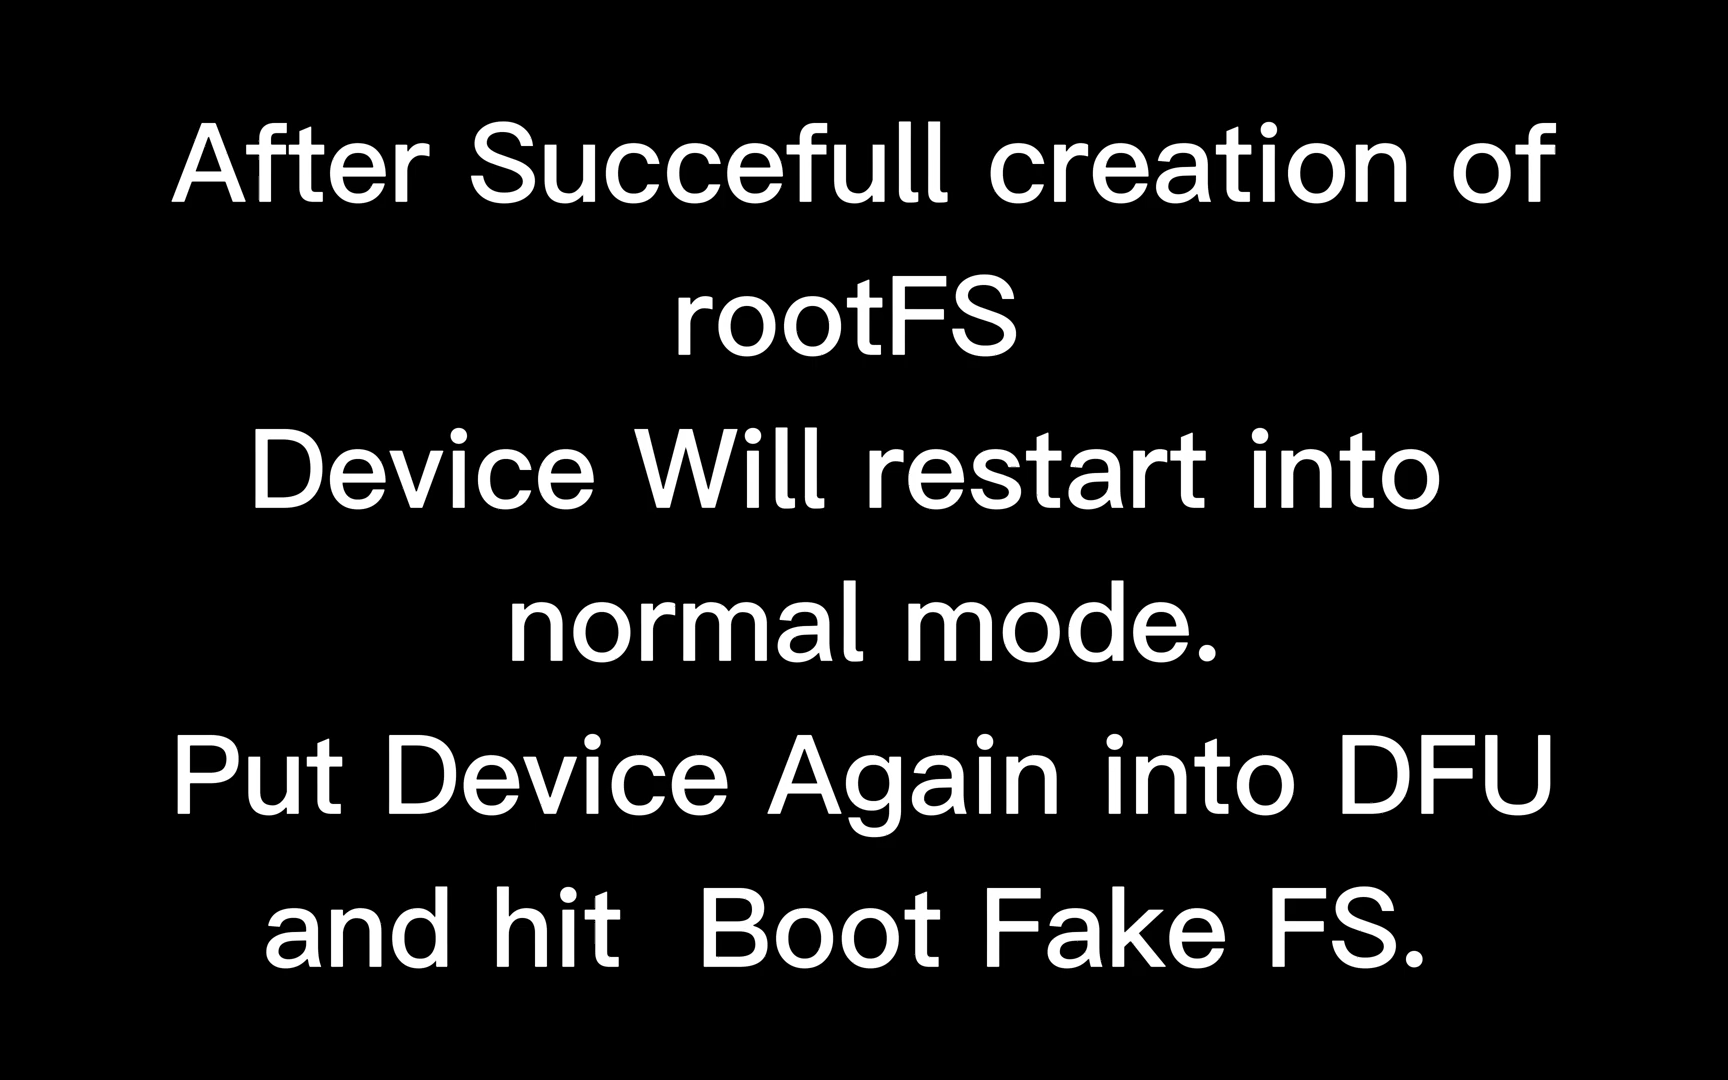 After Succefull creation of
rootFS
Device Will restart into
normal mode.
Put Device Again into DFU
and hit  Boot Fake FS.